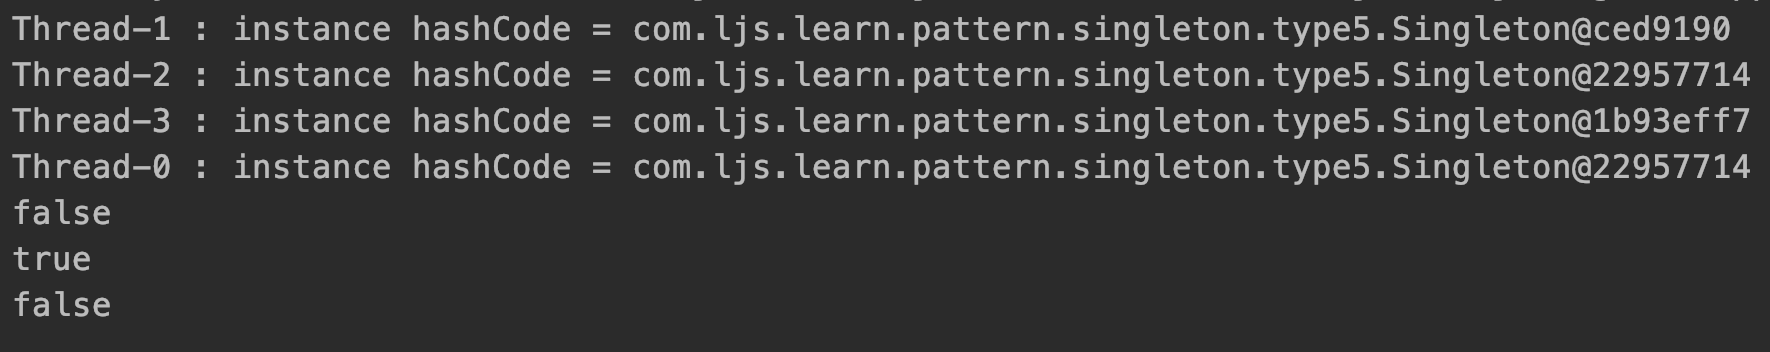 Thread-1 : instance hashCode = com.ljs.learn.pattern.singleton.type5.Singleton@ced9190
Thread-2 : instance hashCode = com.ljs.learn.pattern.singleton.type5.Singleton@22957714
Thread-3 : instance hashCode = com.ljs.learn.pattern.singleton.type5.Singleton@1b93eff7
Thread-0 : instance hashCode = com.ljs.learn.pattern.singleton.type5.Singleton@22957714
false
true
false